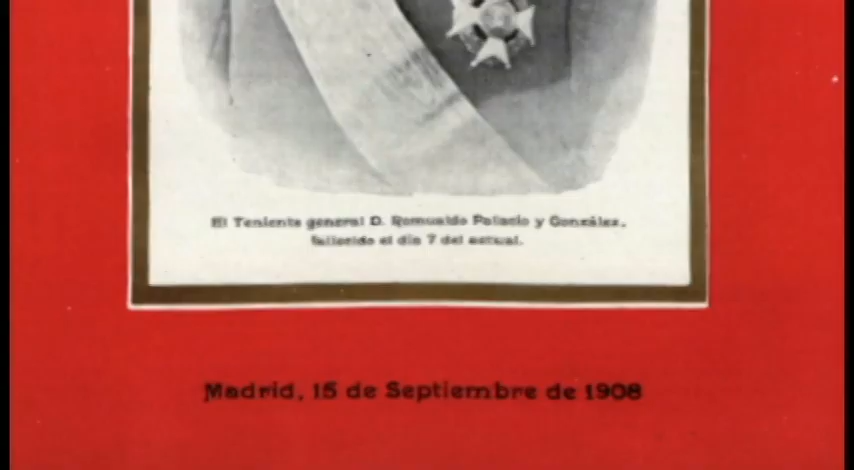 El Teniente general D. Romualdo Palacio y González,
fallecido el día 7 del actual.
Madrid, 15 de Septiembre de 1908